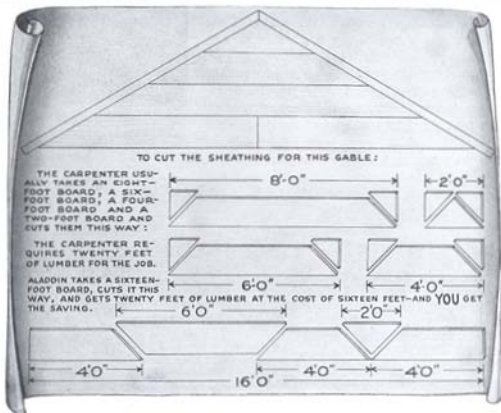 TO CUT THE SHEATHING FOR THIS GABLE:
THE CARPENTER USU-
ALLY TAKES AN EIGHT-
FOOT BOARD, A SIX-
FOOT BOARD, A FOUR-
FOOT BOARD AND A
TWO-FOOT BOARD AND
CUTS THEM THIS WAY:
8'-0"
2'0"
THE CARPENTER RE-
QUIRES TWENTY FEET
OF LUMBER FOR THE JOB.
6'-0"
4'-0"
ALADDIN TAKES A SIXTEEN-
FOOT BOARD, CUTS IT THIS
WAY, AND GETS TWENTY FEET OF LUMBER AT THE COST OF SIXTEEN FEET-AND YOU GET
THE SAVING.
6'0"
2'0"
4'0"
4'0"
4'0"
16'0"